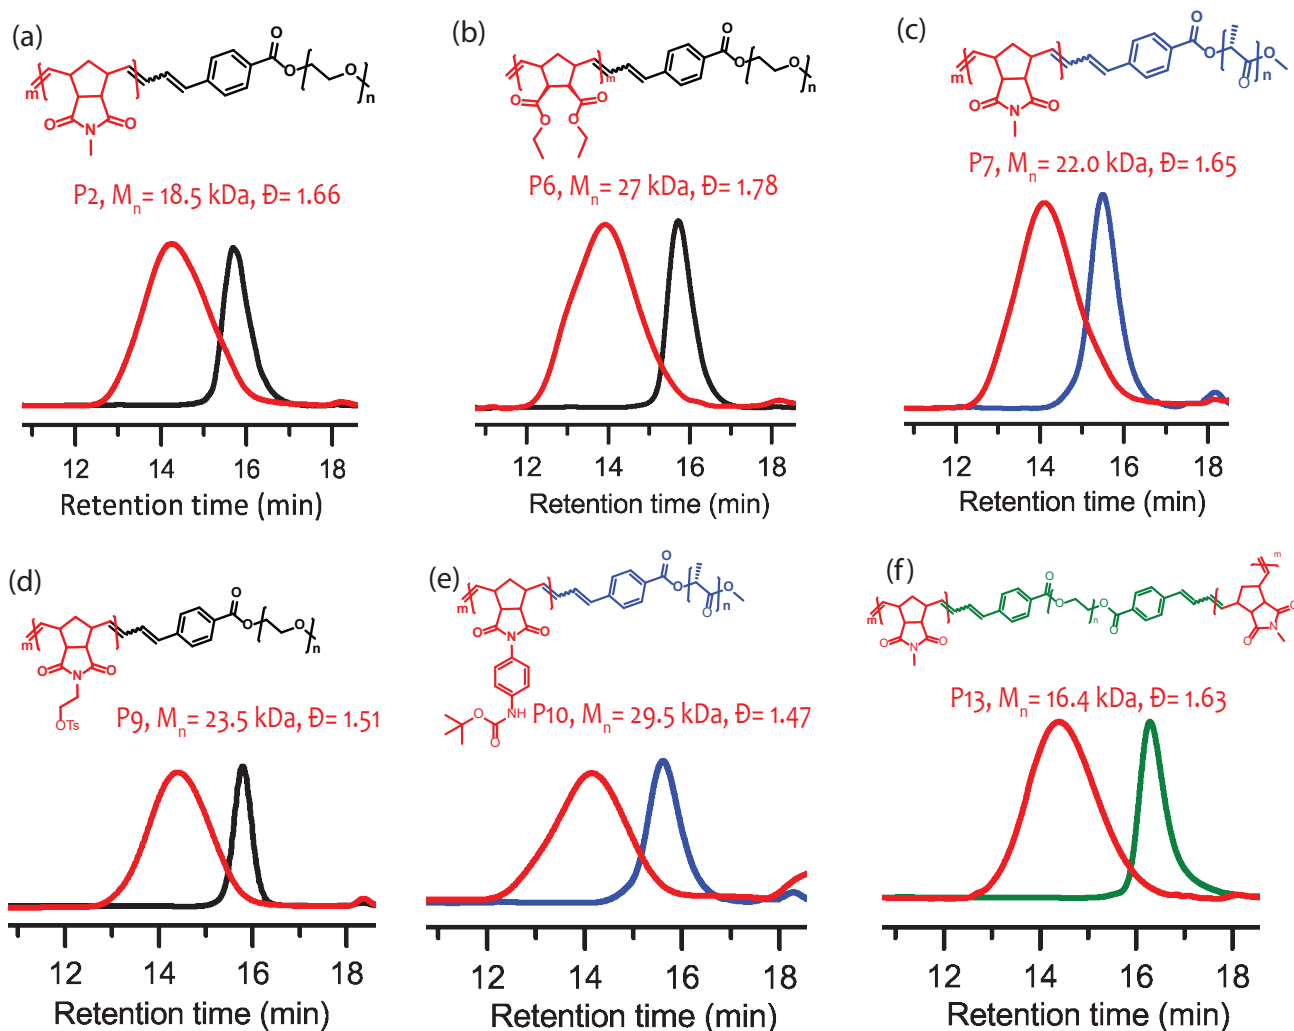 (a)
m
O
O
N
O
O
O
n
P2, Mn= 18.5 kDa, Đ= 1.66
12 14 16 18
Retention time (min)
(b)
m
O
O
O
O
O
O
O
n
P6, Mn= 27 kDa, Đ= 1.78
12 14 16 18
Retention time (min)
(c)
m
O
O
N
O
O
O
O
n
P7, Mn= 22.0 kDa, Đ= 1.65
12 14 16 18
Retention time (min)
(d)
m
O
O
N
OTs
O
O
O
n
P9, Mn= 23.5 kDa, Đ= 1.51
12 14 16 18
Retention time (min)
(e)
m
O
O
N
O
O
O
O
n
O
NH
O
P10, Mn= 29.5 kDa, Đ= 1.47
12 14 16 18
Retention time (min)
(f)
m
O
O
N
O
O
O
n
O
O
m
O
N
O
P13, Mn= 16.4 kDa, Đ= 1.63
12 14 16 18
Retention time (min)